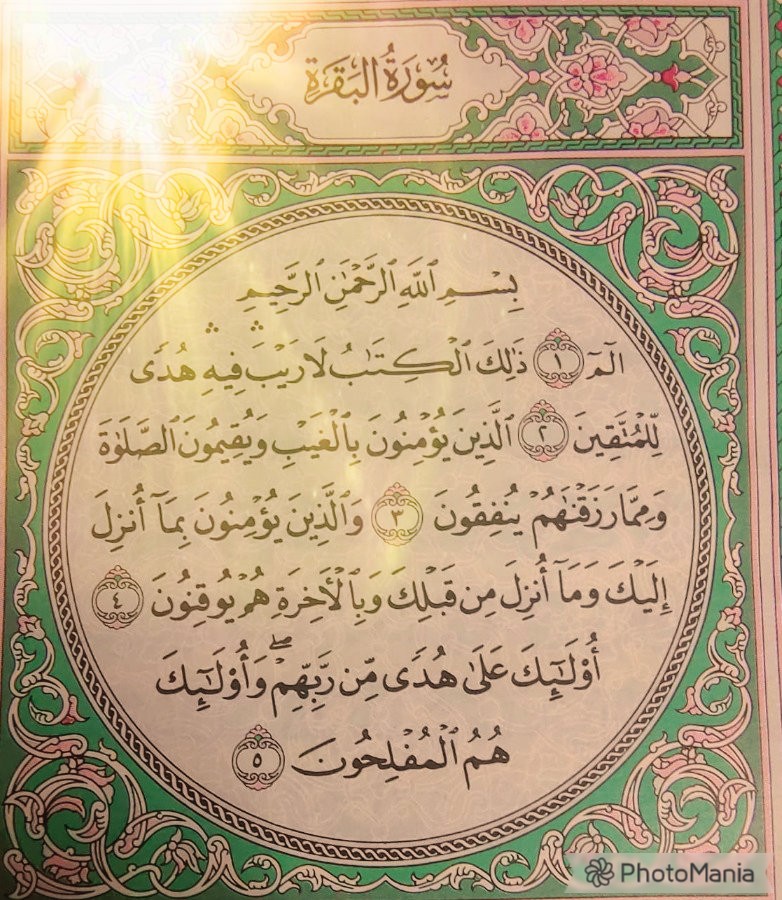 سُورَةُ البَقَرَةِ
بِسْمِ ٱللَّهِ ٱلرَّحْمَٰنِ ٱلرَّحِيمِ
الٓمٓ ١ ذَٰلِكَ ٱلْكِتَٰبُ لَا رَيْبَ ۛ فِيهِ ۛ هُدًى
لِّلْمُتَّقِينَ ٢ ٱلَّذِينَ يُؤْمِنُونَ بِٱلْغَيْبِ وَيُقِيمُونَ ٱلصَّلَوٰةَ
وَمِمَّا رَزَقْنَٰهُمْ يُنفِقُونَ ٣ وَٱلَّذِينَ يُؤْمِنُونَ بِمَآ أُنزِلَ
إِلَيْكَ وَمَآ أُنزِلَ مِن قَبْلِكَ وَبِٱلْأَخِرَةِ هُمْ يُوقِنُونَ ٤
أُو۟لَٰٓئِكَ عَلَىٰ هُدًى مِّن رَّبِّهِمْ ۖ وَأُو۟لَٰٓئِكَ
هُمُ ٱلْمُفْلِحُونَ ٥
PhotoMania